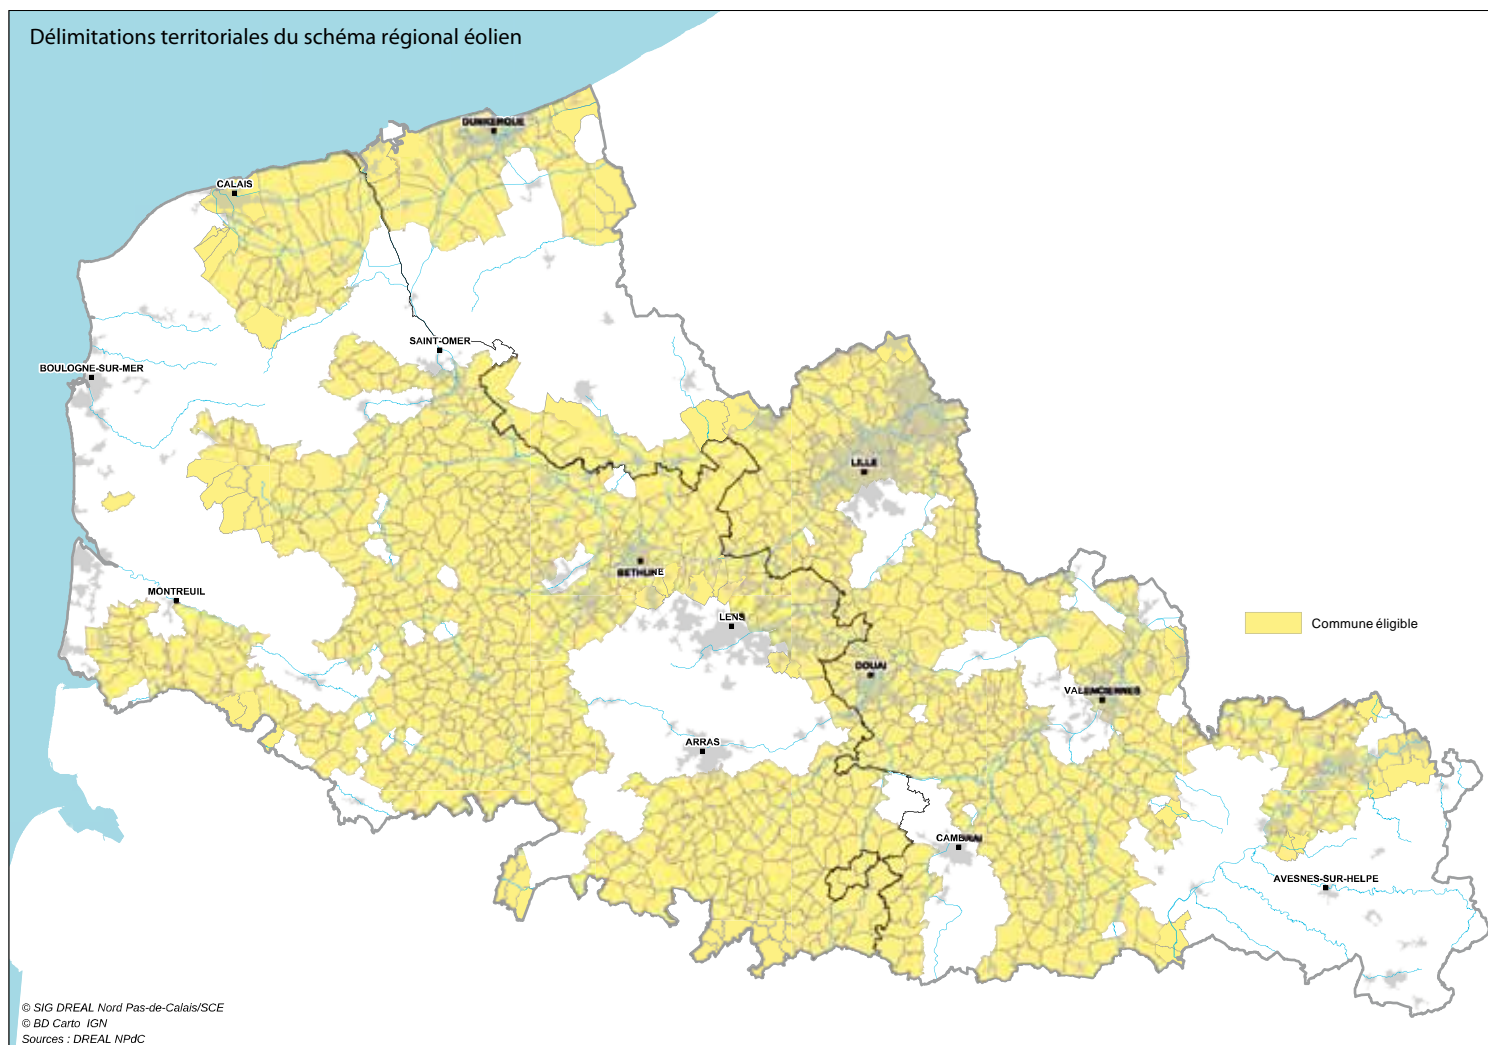 Délimitations territoriales du schéma régional éolien
DUNKERQUE
CALAIS
SAINT-OMER
BOULOGNE-SUR-MER
LILLE
BETHUNE
MONTREUIL
LENS
Commune éligible
DOUAI
VALENCIENNES
ARRAS
CAMBRAI
AVESNES-SUR-HELPE
© SIG DREAL Nord Pas-de-Calais/SCE
© BD Carto IGN
Sources : DREAL NPdC